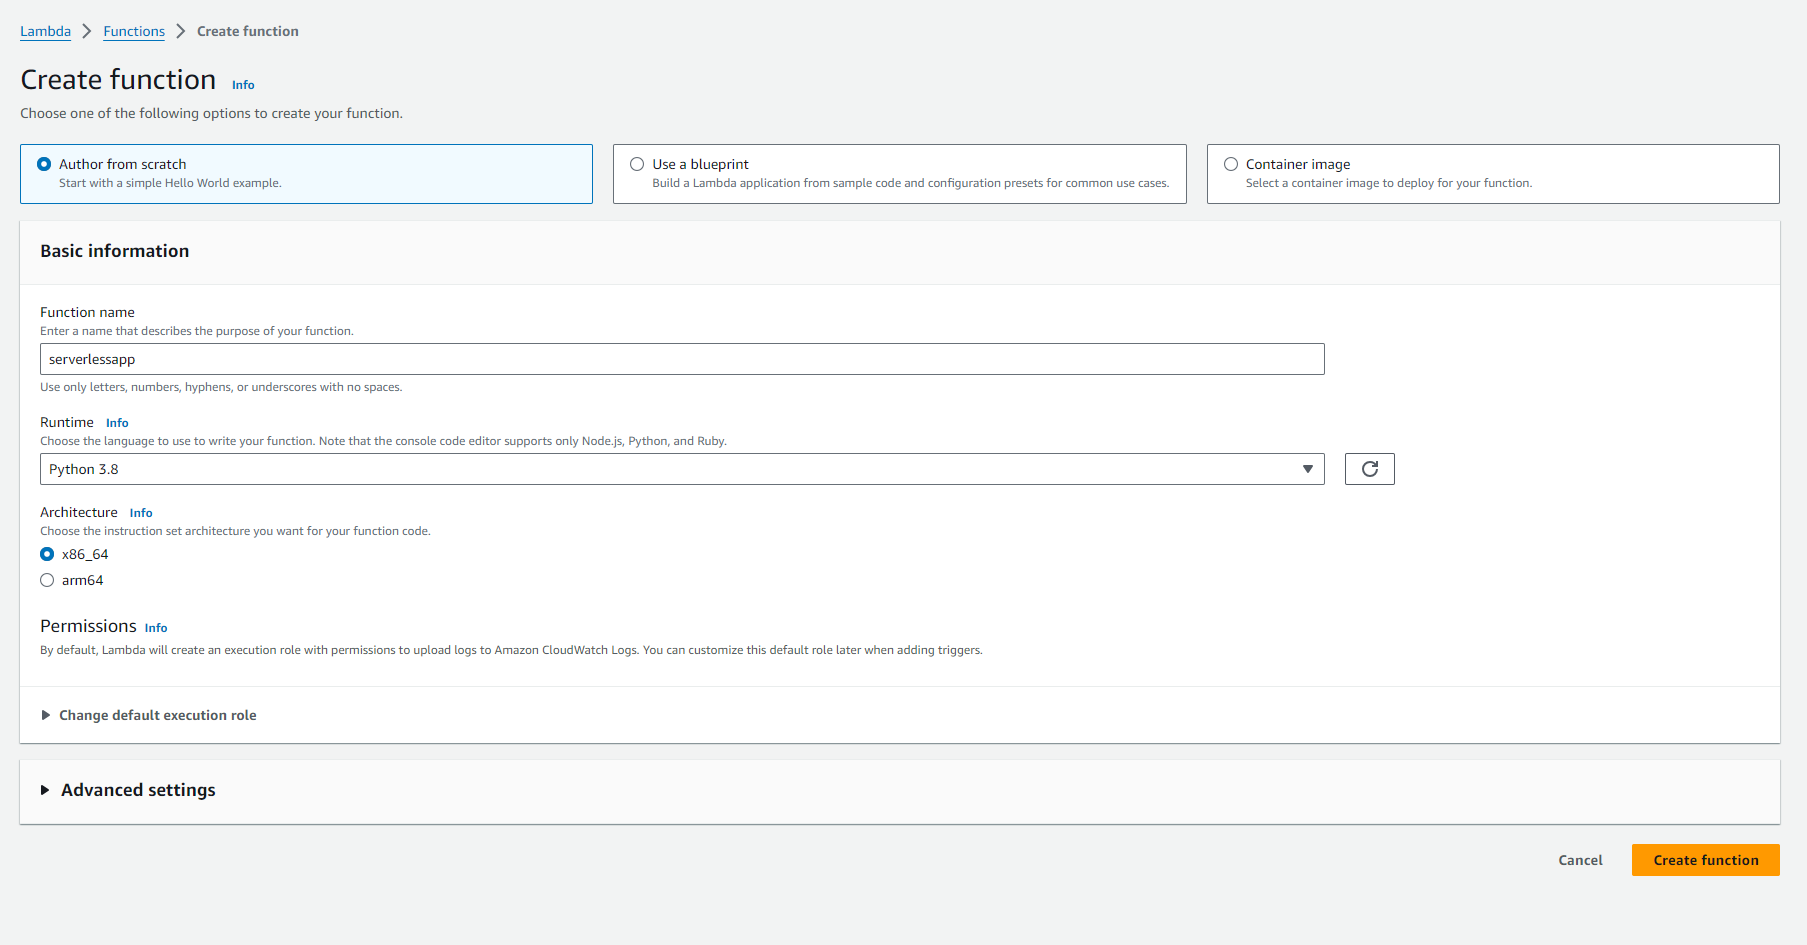 Lambda > Functions > Create function
Create function Info
Choose one of the following options to create your function.
Author from scratch
Start with a simple Hello World example.
Use a blueprint
Build a Lambda application from sample code and configuration presets for common use cases.
Container image
Select a container image to deploy for your function.
Basic information
Function name
Enter a name that describes the purpose of your function.
serverlessapp
Use only letters, numbers, hyphens, or underscores with no spaces.
Runtime Info
Choose the language to use to write your function. Note that the console code editor supports only Node.js, Python, and Ruby.
Python 3.8
Architecture Info
Choose the instruction set architecture you want for your function code.
x86_64
arm64
Permissions Info
By default, Lambda will create an execution role with permissions to upload logs to Amazon CloudWatch Logs. You can customize this default role later when adding triggers.
Change default execution role
Advanced settings
Cancel
Create function